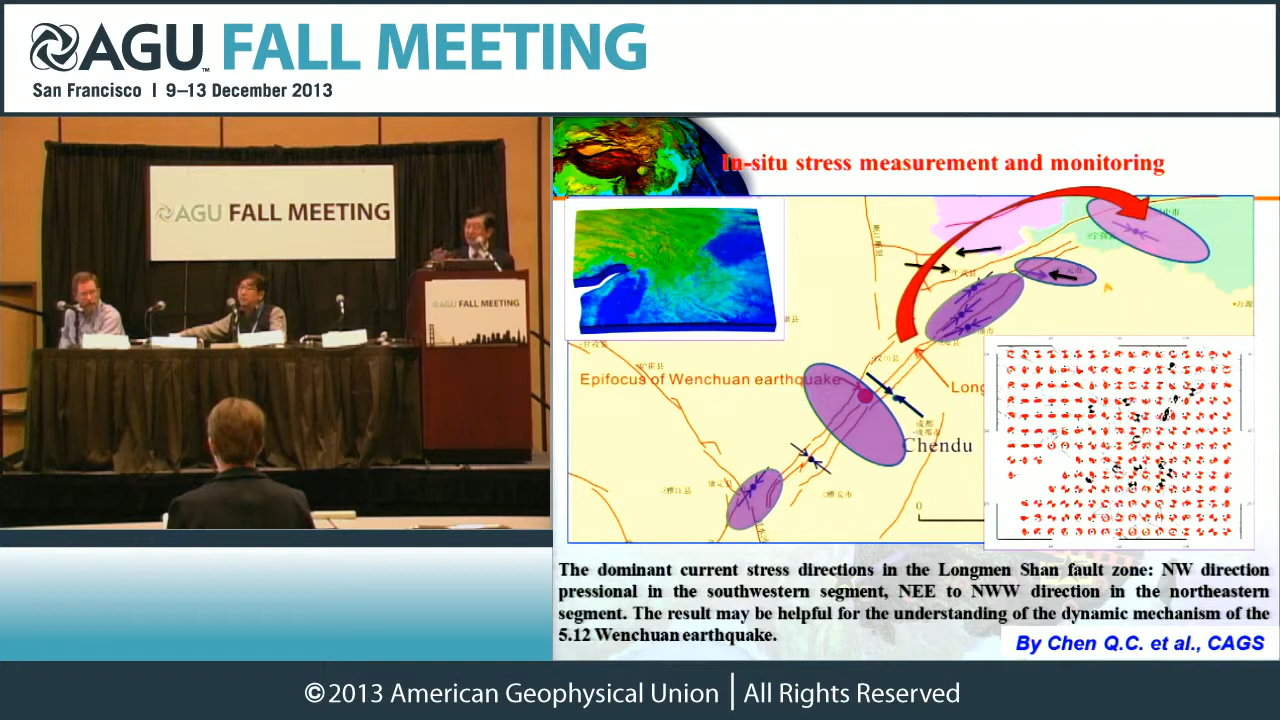 AGU FALL MEETING
San Francisco | 9–13 December 2013
AGU FALL MEETING
AGU FALL MEETING
In-situ stress measurement and monitoring
Epifocus of Wenchuan earthquake
Long
Chendu
0
The dominant current stress directions in the Longmen Shan fault zone: NW direction
pressional in the southwestern segment, NEE to NWW direction in the northeastern
segment. The result may be helpful for the understanding of the dynamic mechanism of the
5.12 Wenchuan earthquake.
By Chen Q.C. et al., CAGS
©2013 American Geophysical Union | All Rights Reserved